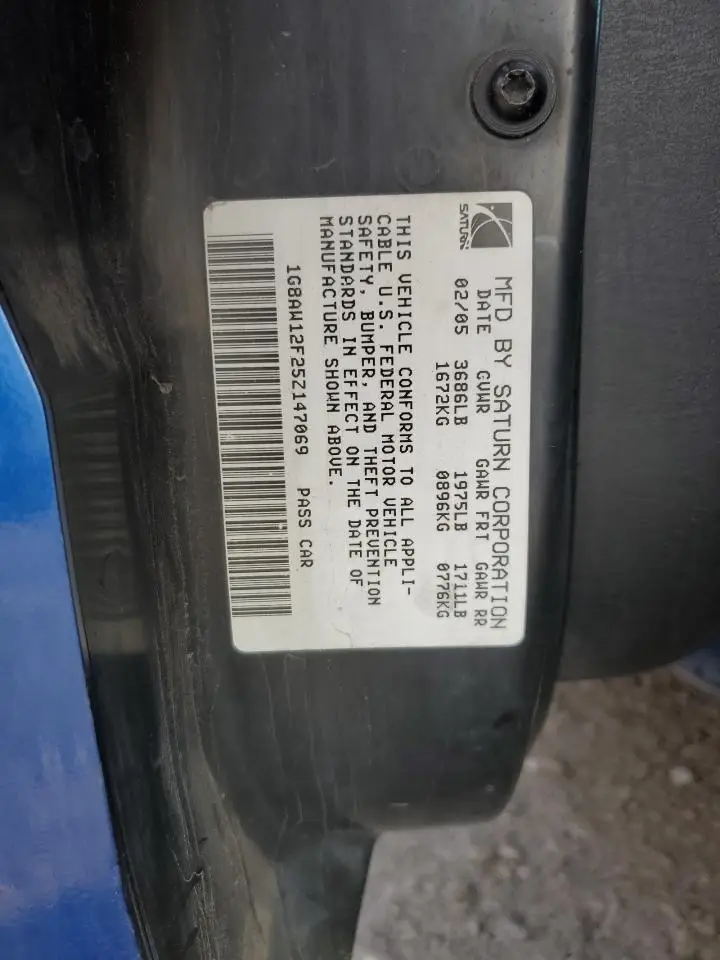 SATURN
MFD BY SATURN CORPORATION
DATE GVWR GAWR FRT GAWR RR
02/05 3686LB 1975LB 1711LB
1672KG 0896KG 0776KG
THIS VEHICLE CONFORMS TO ALL APPLI-
CABLE U.S. FEDERAL MOTOR VEHICLE
SAFETY, BUMPER, AND THEFT PREVENTION
STANDARDS IN EFFECT ON THE DATE OF
MANUFACTURE SHOWN ABOVE.
1G8AW12F25Z147069 PASS CAR